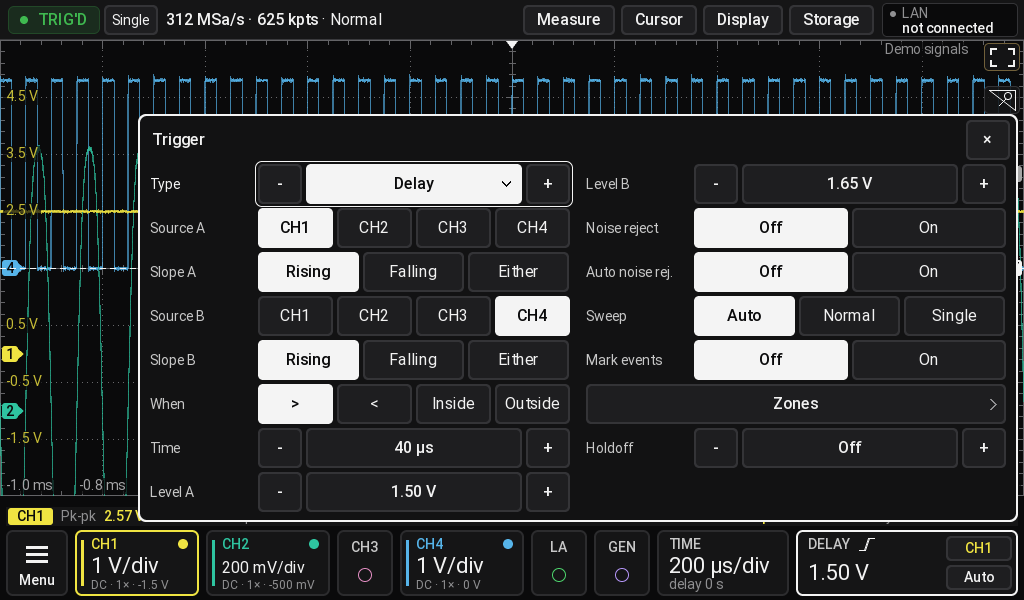 TRIG'D Single 312 MSa/s · 625 kpts · Normal Measure Cursor Display Storage LAN
not connected
Demo signals
4.5 V
3.5 V
2.5 V
4
0.5 V
1
-0.5 V
2
-1.5 V
-1.0 ms -0.8 ms
Trigger ×
Type - Delay + Level B - 1.65 V +
Source A CH1 CH2 CH3 CH4 Noise reject Off On
Slope A Rising Falling Either Auto noise rej. Off On
Source B CH1 CH2 CH3 CH4 Sweep Auto Normal Single
Slope B Rising Falling Either Mark events Off On
When > < Inside Outside Zones
Time - 40 µs + Holdoff - Off +
Level A - 1.50 V +
CH1 Pk-pk 2.57
Menu
CH1
1 V/div
DC · 1× · -1.5 V
CH2
200 mV/div
DC · 1× · -500 mV
CH3
CH4
1 V/div
DC · 1× · 0 V
LA
GEN
TIME
200 µs/div
delay 0 s
DELAY CH1
1.50 V Auto